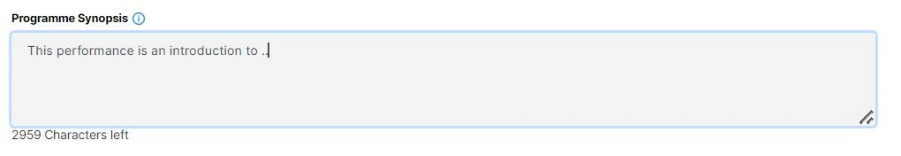 Programme Synopsis
This performance is an introduction to ..
2959 Characters left